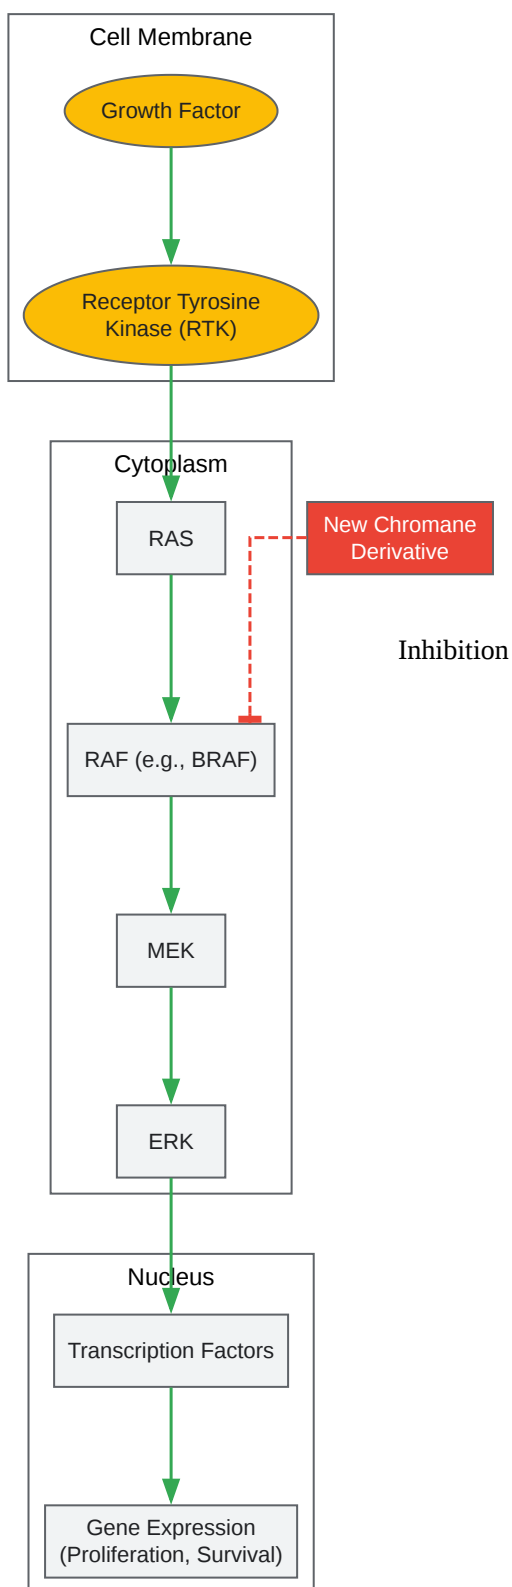 Cell Membrane
Growth Factor
Receptor Tyrosine
Kinase (RTK)
Cytoplasm
RAS
New Chromane
Derivative
Inhibition
RAF (e.g., BRAF)
MEK
ERK
Nucleus
Transcription Factors
Gene Expression
(Proliferation, Survival)